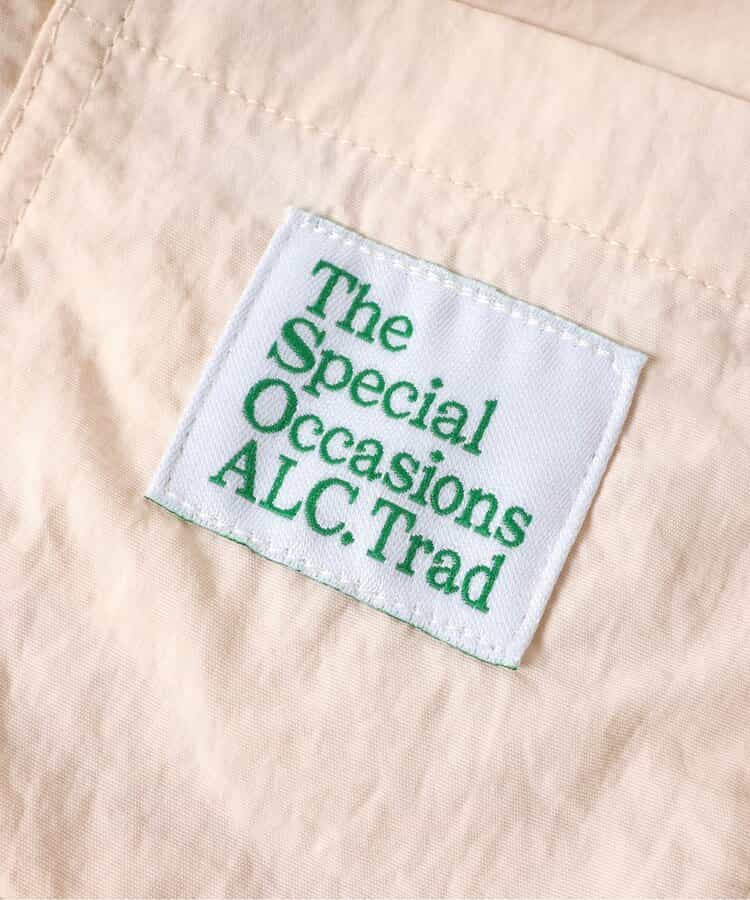 The
Special
Occasions
ALC. Trad